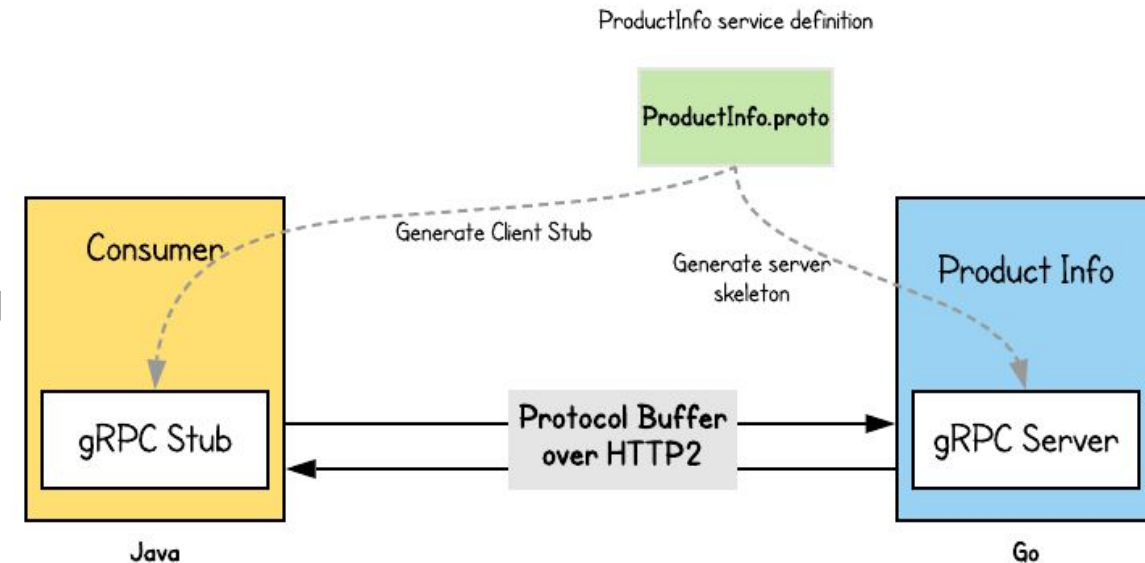 ProductInfo service definition
ProductInfo.proto
Consumer
Generate Client Stub
Generate server
skeleton
Product Info
gRPC Stub
Protocol Buffer
over HTTP2
gRPC Server
Java
Go